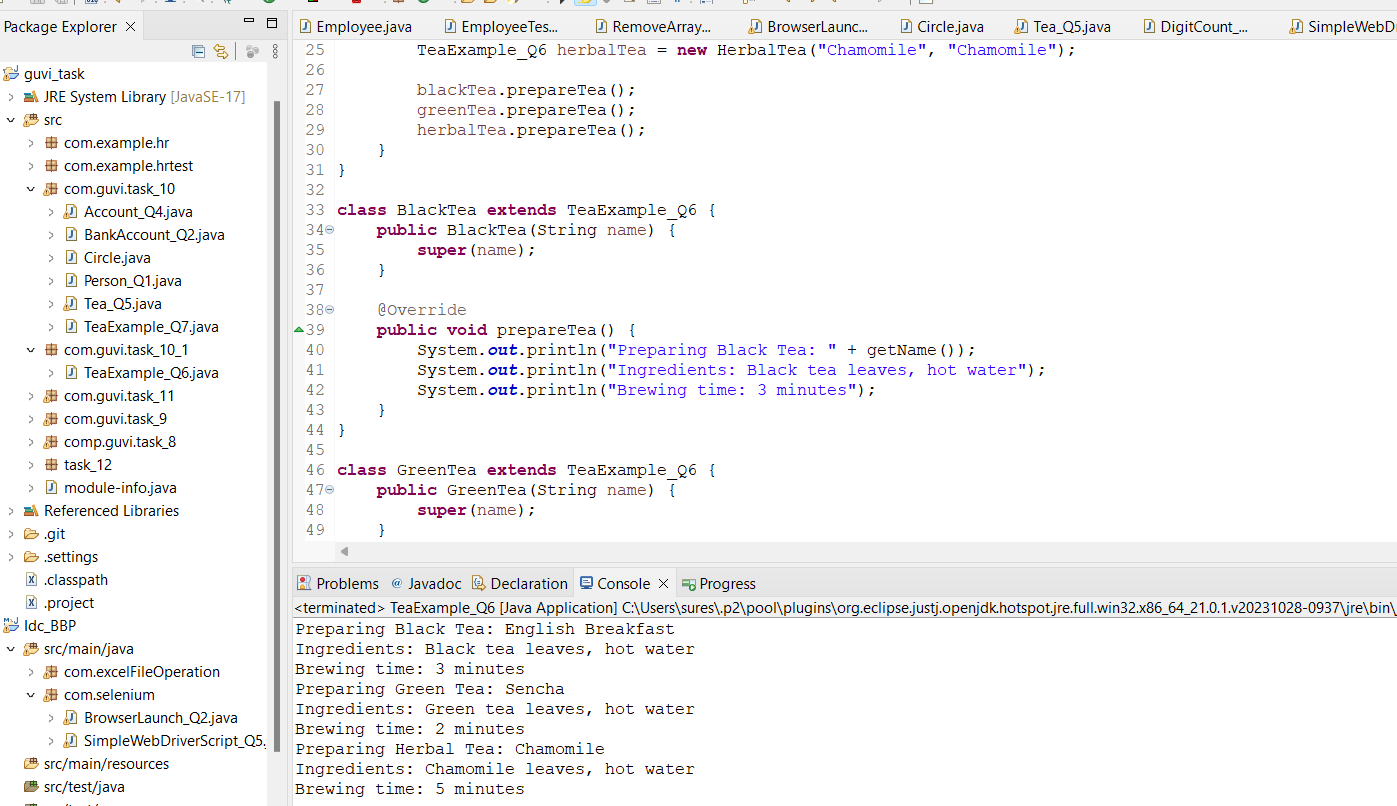 Package Explorer
guvi_task
JRE System Library [JavaSE-17]
src
com.example.hr
com.example.hrtest
com.guvi.task_10
Account_Q4.java
BankAccount_Q2.java
Circle.java
Person_Q1.java
Tea_Q5.java
TeaExample_Q7.java
com.guvi.task_10_1
TeaExample_Q6.java
com.guvi.task_11
com.guvi.task_9
comp.guvi.task_8
task_12
module-info.java
Referenced Libraries
.git
.settings
.classpath
.project
Idc_BBP
src/main/java
com.excelFileOperation
com.selenium
BrowserLaunch_Q2.java
SimpleWebDriverScript_Q5.
src/main/resources
src/test/java
Employee.java EmployeeTes... RemoveArray... BrowserLaunc... Circle.java Tea_Q5.java DigitCount_... SimpleWebD
25 TeaExample_Q6 herbalTea = new HerbalTea("Chamomile", "Chamomile");
26
27 blackTea.prepareTea();
28 greenTea.prepareTea();
29 herbalTea.prepareTea();
30 }
31 }
32
33 class BlackTea extends TeaExample_Q6 {
34 public BlackTea(String name) {
35 super(name);
36 }
37
38 @Override
39 public void prepareTea() {
40 System.out.println("Preparing Black Tea: " + getName());
41 System.out.println("Ingredients: Black tea leaves, hot water");
42 System.out.println("Brewing time: 3 minutes");
43 }
44 }
45
46 class GreenTea extends TeaExample_Q6 {
47 public GreenTea(String name) {
48 super(name);
49 }
Problems @ Javadoc Declaration Console Progress
<terminated> TeaExample_Q6 [Java Application] C:\Users\sures\.p2\pool\plugins\org.eclipse.justj.openjdk.hotspot.jre.full.win32.x86_64_21.0.1.v20231028-0937\jre\bin\
Preparing Black Tea: English Breakfast
Ingredients: Black tea leaves, hot water
Brewing time: 3 minutes
Preparing Green Tea: Sencha
Ingredients: Green tea leaves, hot water
Brewing time: 2 minutes
Preparing Herbal Tea: Chamomile
Ingredients: Chamomile leaves, hot water
Brewing time: 5 minutes